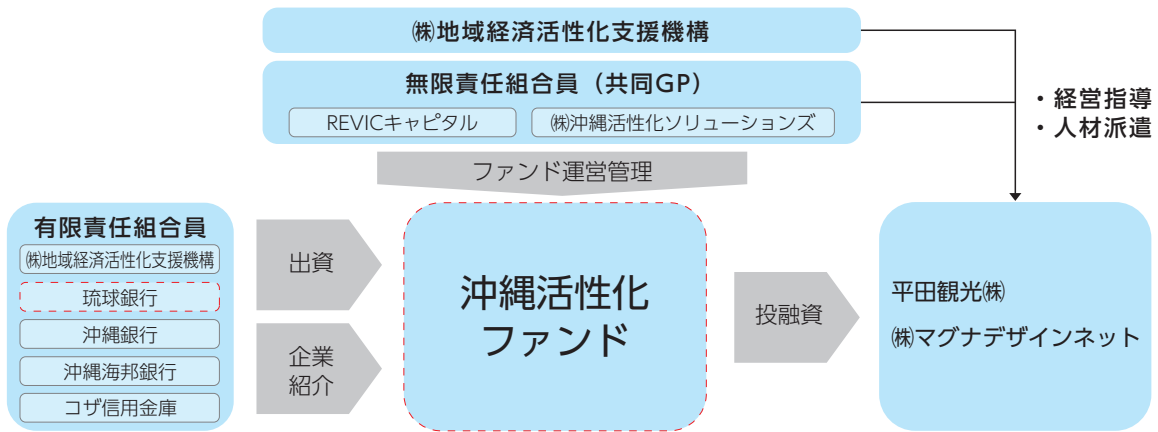 ㈱地域経済活性化支援機構
無限責任組合員（共同GP）
REVICキャピタル
㈱沖縄活性化ソリューションズ
・経営指導
・人材派遣
ファンド運営管理
有限責任組合員
㈱地域経済活性化支援機構
琉球銀行
沖縄銀行
沖縄海邦銀行
コザ信用金庫
出資
企業
紹介
沖縄活性化
ファンド
投融資
平田観光㈱
㈱マグナデザインネット